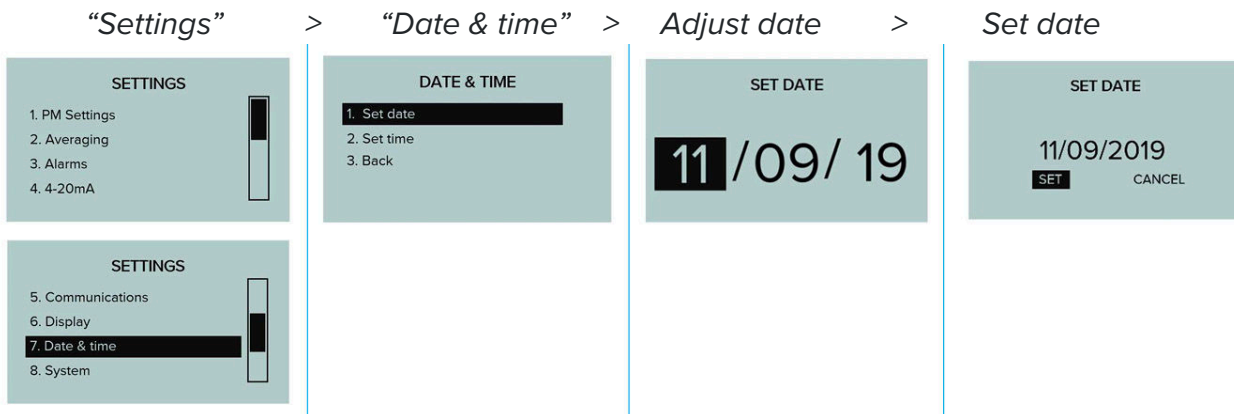 “Settings” > “Date & time” > Adjust date > Set date
SETTINGS
1. PM Settings
2. Averaging
3. Alarms
4. 4-20mA
SETTINGS
5. Communications
6. Display
7. Date & time
8. System
DATE & TIME
1. Set date
2. Set time
3. Back
SET DATE
11/09/ 19
SET DATE
11/09/2019
SET CANCEL